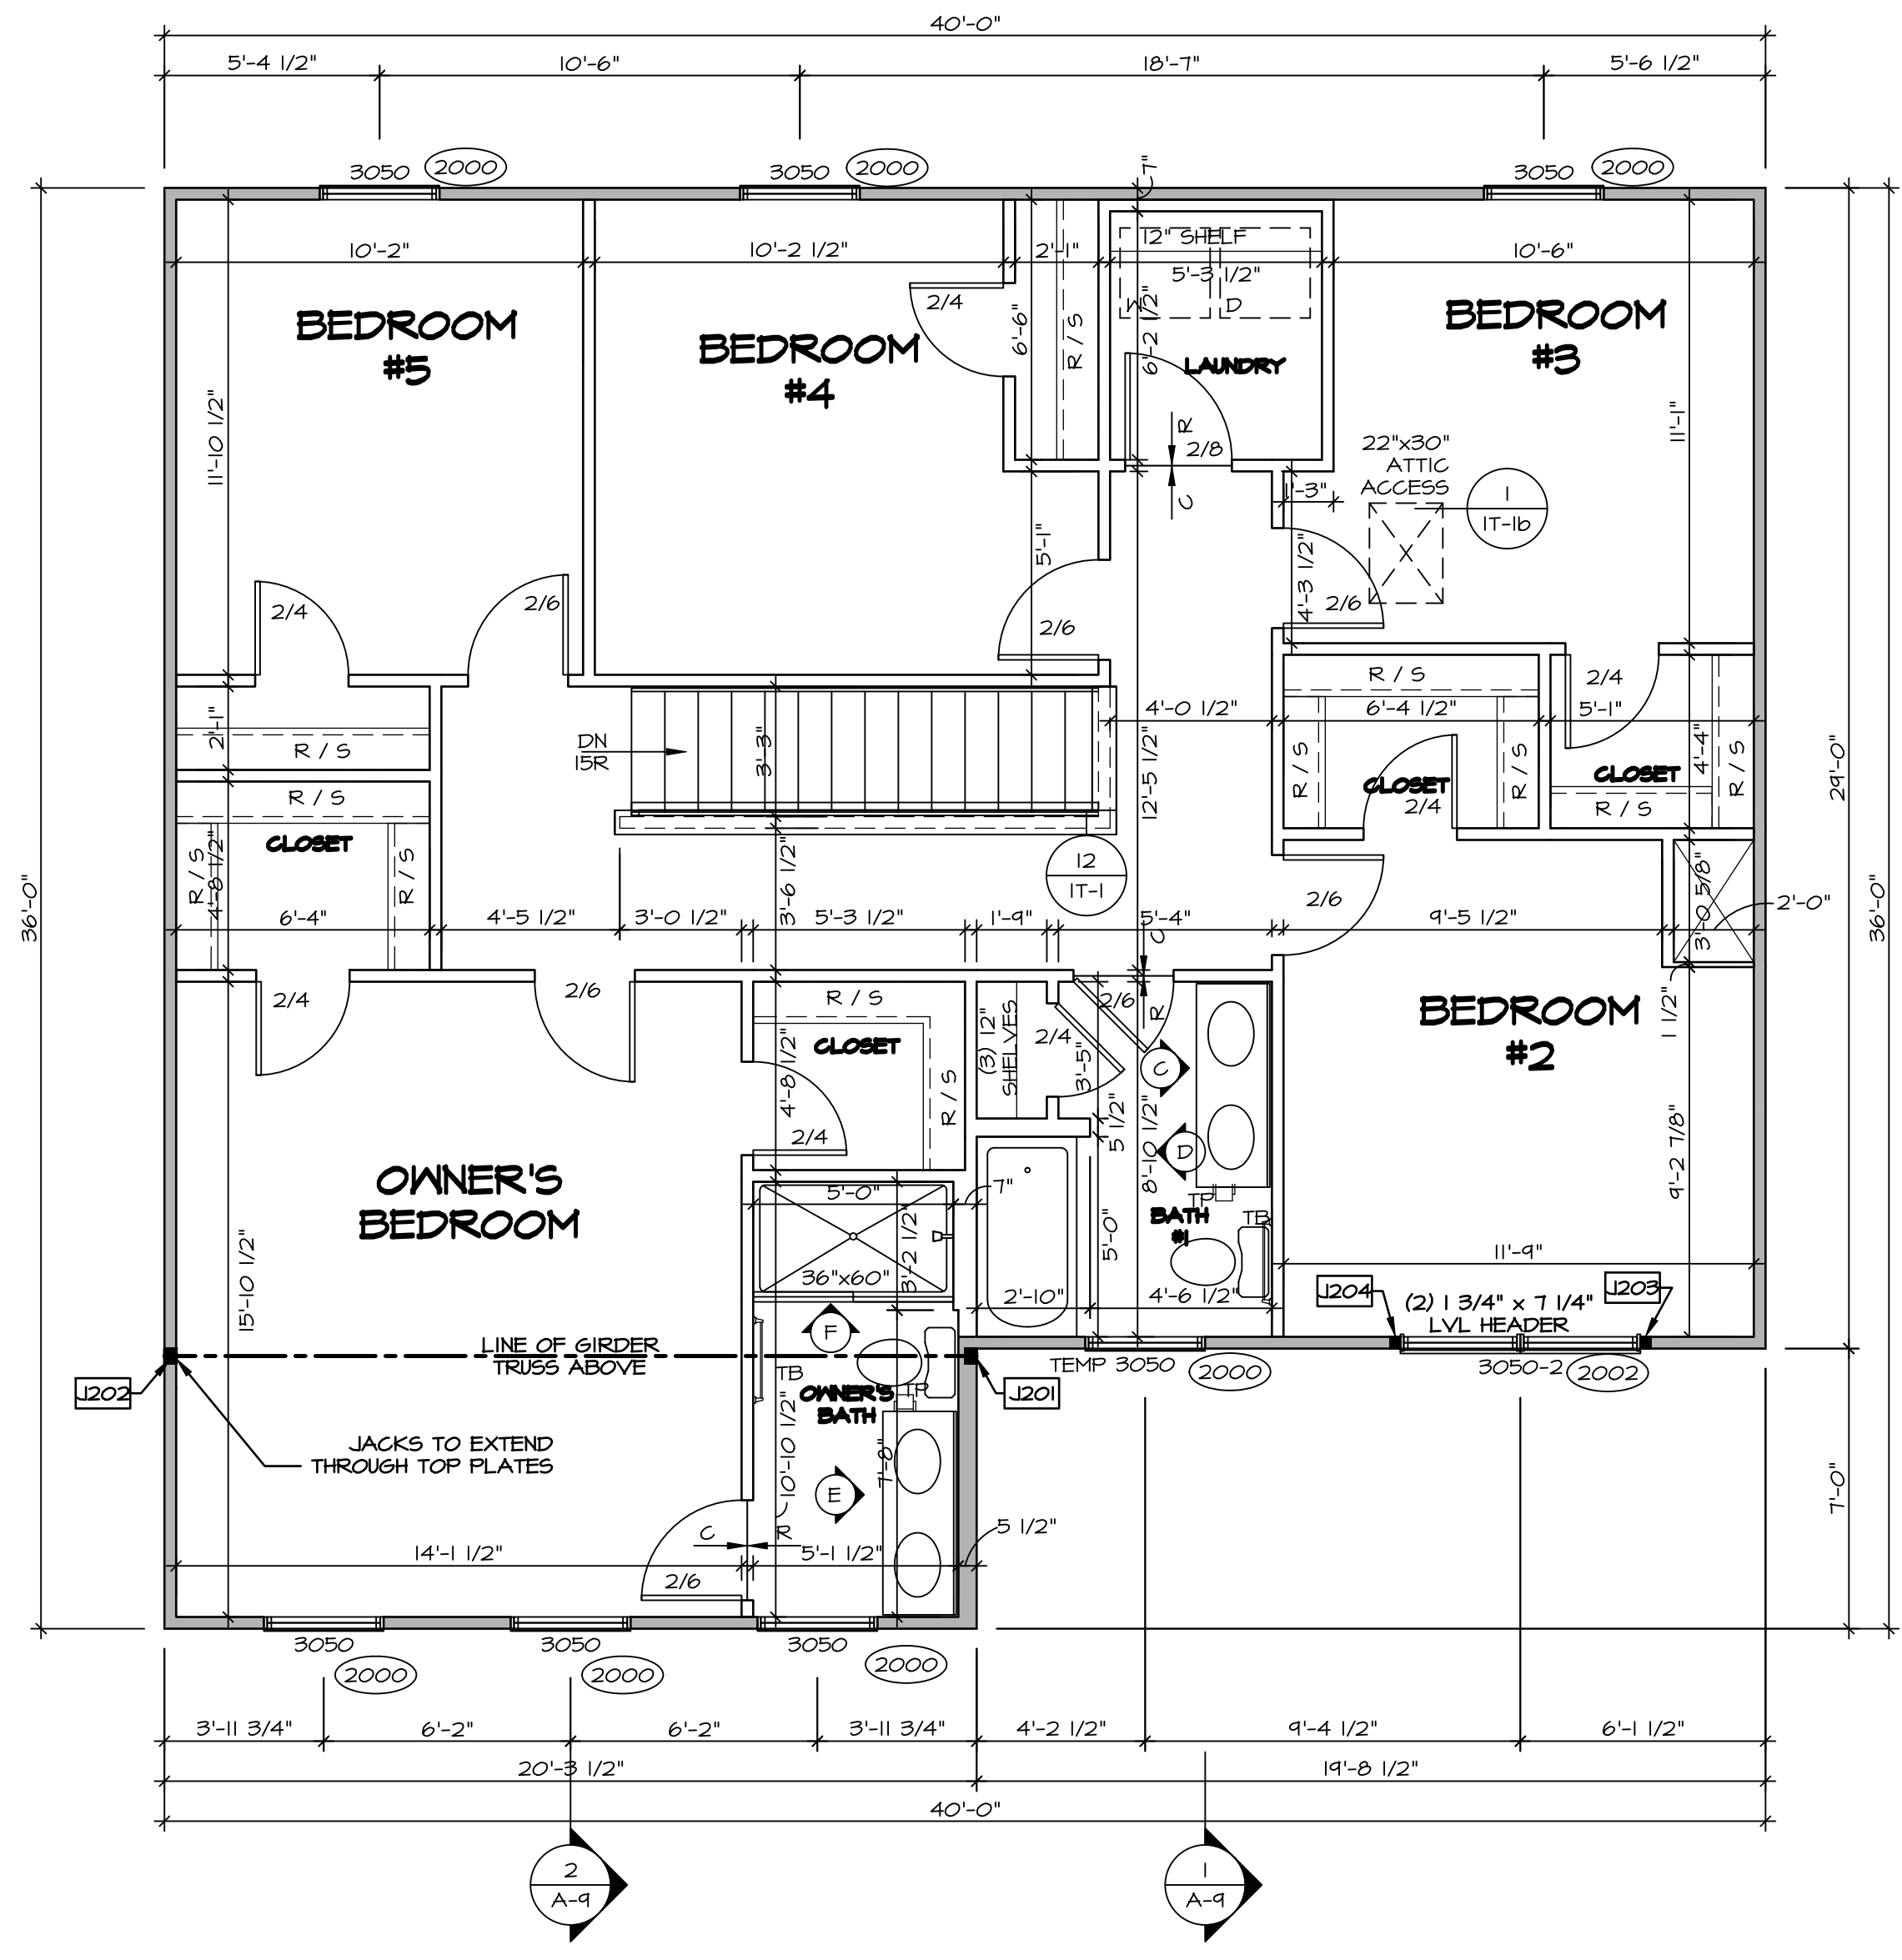 40'-0"
5'-4 1/2" 10'-6" 18'-7" 5'-6 1/2"
3050 2000 3050 2000 7" 3050 2000
12" SHELF
10'-2" 10'-2 1/2" 2'-1" 10'-6"
5'-3 1/2"
2/4 W D
BEDROOM
#5
BEDROOM
#4
BEDROOM
#3
6'-6" R / S 6'-2 1/2"
LAUNDRY
11'-10 1/2" 11'-1"
R 2/8
C
22"x30"
ATTIC
ACCESS
1'-3"
1
1T-1b
5'-1" 4'-3 1/2"
X
2/4 2/6 2/6 2/6
2/4
R / S
4'-0 1/2" 6'-4 1/2" 5'-1"
2'-1" R / S
DN
15R
3'-3" 12'-5 1/2"
R / S R / S 4'-4" R / S
CLOSET CLOSET
2/4 R / S
29'-0"
R / S
CLOSET
R / S 4'-8 1/2" R / S
3'-6 1/2"
12
1T-1
2/6
3'-0 5/8" 2'-0"
36'-0" 36'-0"
6'-4" 4'-5 1/2" 3'-0 1/2" 5'-3 1/2" 1'-9" 5'-4" 9'-5 1/2"
C
2/4 2/6 R / S 2/6 R
(3) 12"
SHELVES
2/4
CLOSET
4'-8 1/2" R / S 3'-5"
C
1 1/2"
BEDROOM
#2
2/4 5 1/2" 8'-10 1/2" D 9'-2 7/8"
OWNER'S
BEDROOM
5'-0" 7"
TP
BATH
#1
TB
15'-10 1/2" 3'-2 1/2" 5'-0" 11'-9"
36"x60" 2'-10" 4'-6 1/2"
J204 J203
(2) 1 3/4" x 7 1/4"
LVL HEADER
LINE OF GIRDER
TRUSS ABOVE
F
TEMP 3050 2000 3050-2 2002
J202 TB TP J201
OWNER'S
BATH
JACKS TO EXTEND
THROUGH TOP PLATES
10'-10 1/2" 7'-8"
E
7'-0"
C R 5 1/2"
14'-1 1/2" 5'-1 1/2"
2/6
3050 3050 3050
2000 2000 2000
3'-11 3/4" 6'-2" 6'-2" 3'-11 3/4" 4'-2 1/2" 9'-4 1/2" 6'-1 1/2"
20'-3 1/2" 19'-8 1/2"
40'-0"
2
A-9
1
A-9